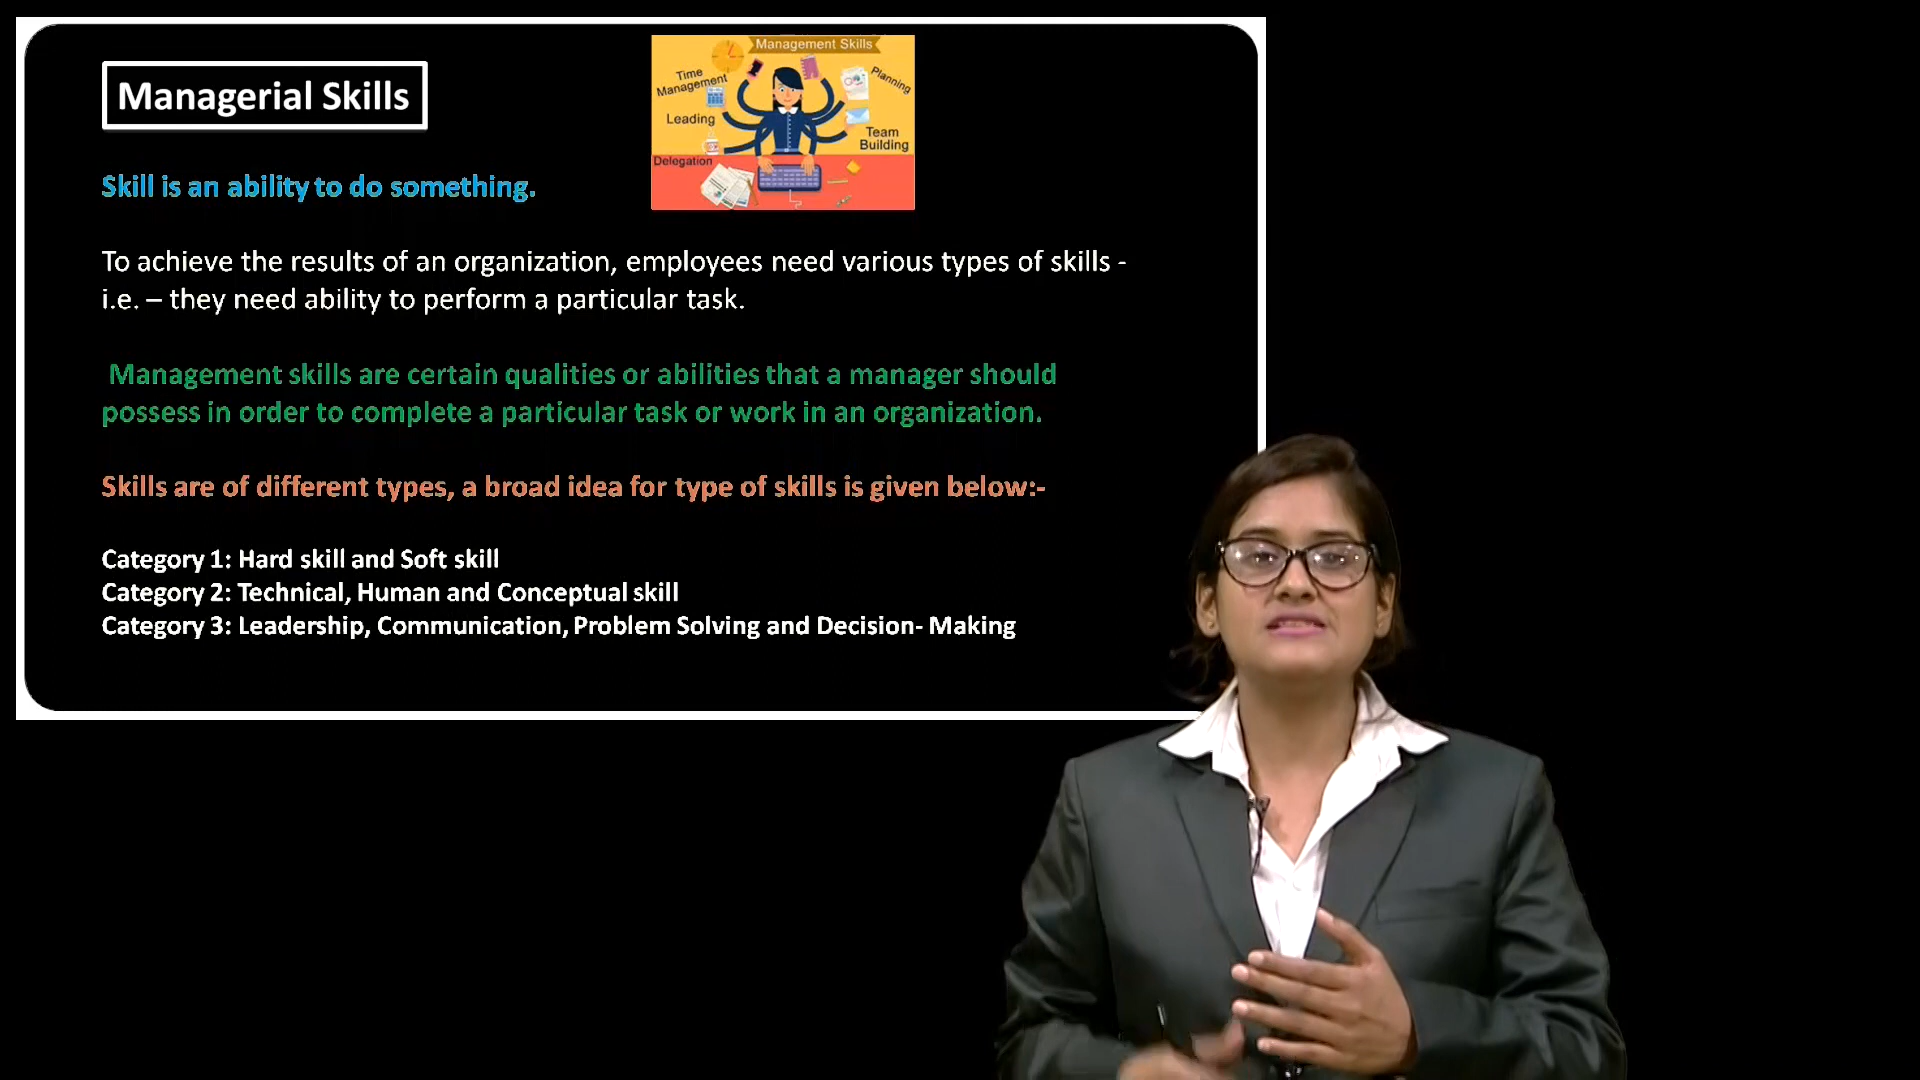 Managerial Skills
Management Skills
Time
Management
Planning
Leading
Team
Building
Delegation
Skill is an ability to do something.
To achieve the results of an organization, employees need various types of skills -
i.e. – they need ability to perform a particular task.
Management skills are certain qualities or abilities that a manager should
possess in order to complete a particular task or work in an organization.
Skills are of different types, a broad idea for type of skills is given below:-
Category 1: Hard skill and Soft skill
Category 2: Technical, Human and Conceptual skill
Category 3: Leadership, Communication, Problem Solving and Decision- Making